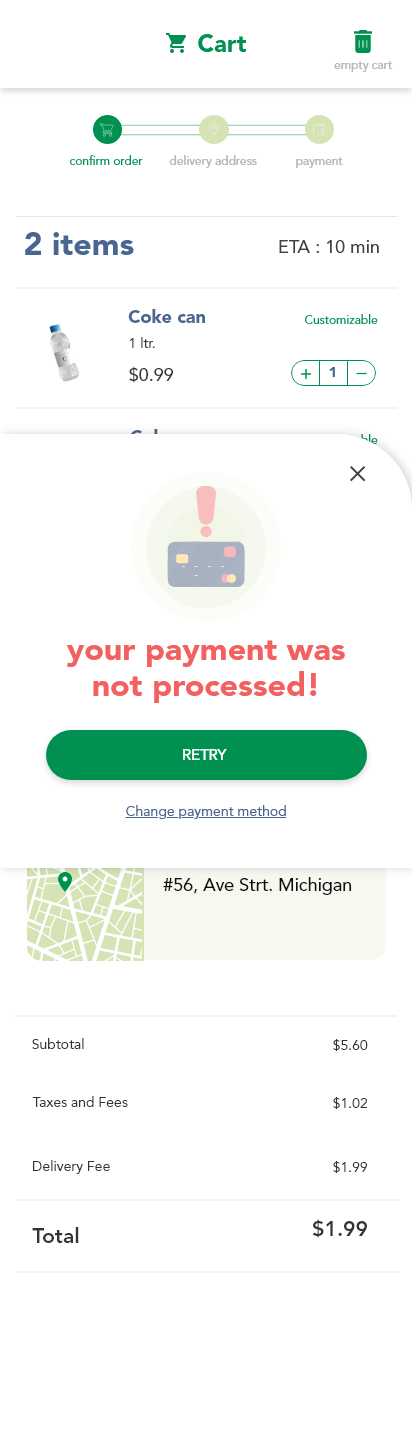 Cart
empty cart
confirm order
delivery address
payment
2 items
ETA : 10 min
Coke can
Customizable
1 ltr.
$0.99
1
your payment was
not processed!
RETRY
Change payment method
#56, Ave Strt. Michigan
Subtotal
$5.60
Taxes and Fees
$1.02
Delivery Fee
$1.99
Total
$1.99